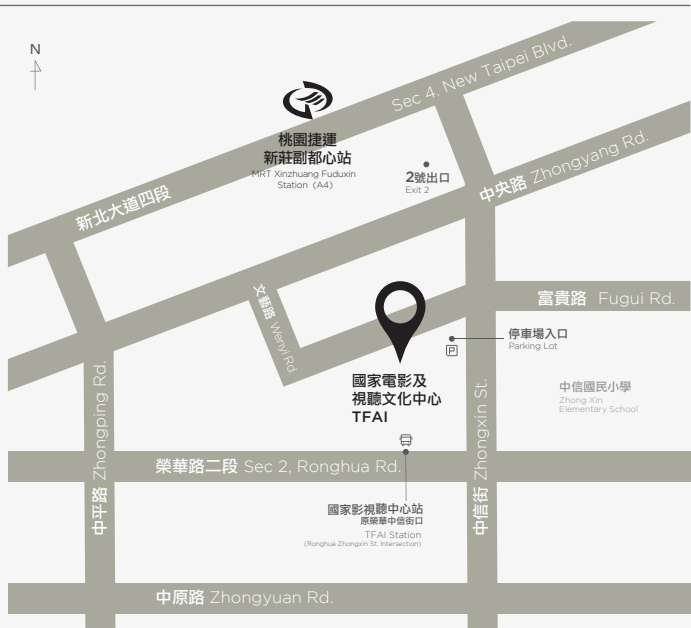 N
Sec 4. New Taipei Blvd.
桃園捷運
新莊副都心站
MRT Xinzhuang Fuduxin
Station (A4)
2號出口
Exit 2
中央路 Zhongyang Rd.
新北大道四段
文藝路 Wenyi Rd.
富貴路 Fugui Rd.
停車場入口
Parking Lot
P
國家電影及
視聽文化中心
TFAI
中信國民小學
Zhong Xin
Elementary School
中平路 Zhongping Rd.
中信街 Zhongxin St.
榮華路二段 Sec 2, Ronghua Rd.
國家影視聽中心站
原榮華中信街口
TFAI Station
(Ronghua Zhongxin St. Intersection)
中原路 Zhongyuan Rd.